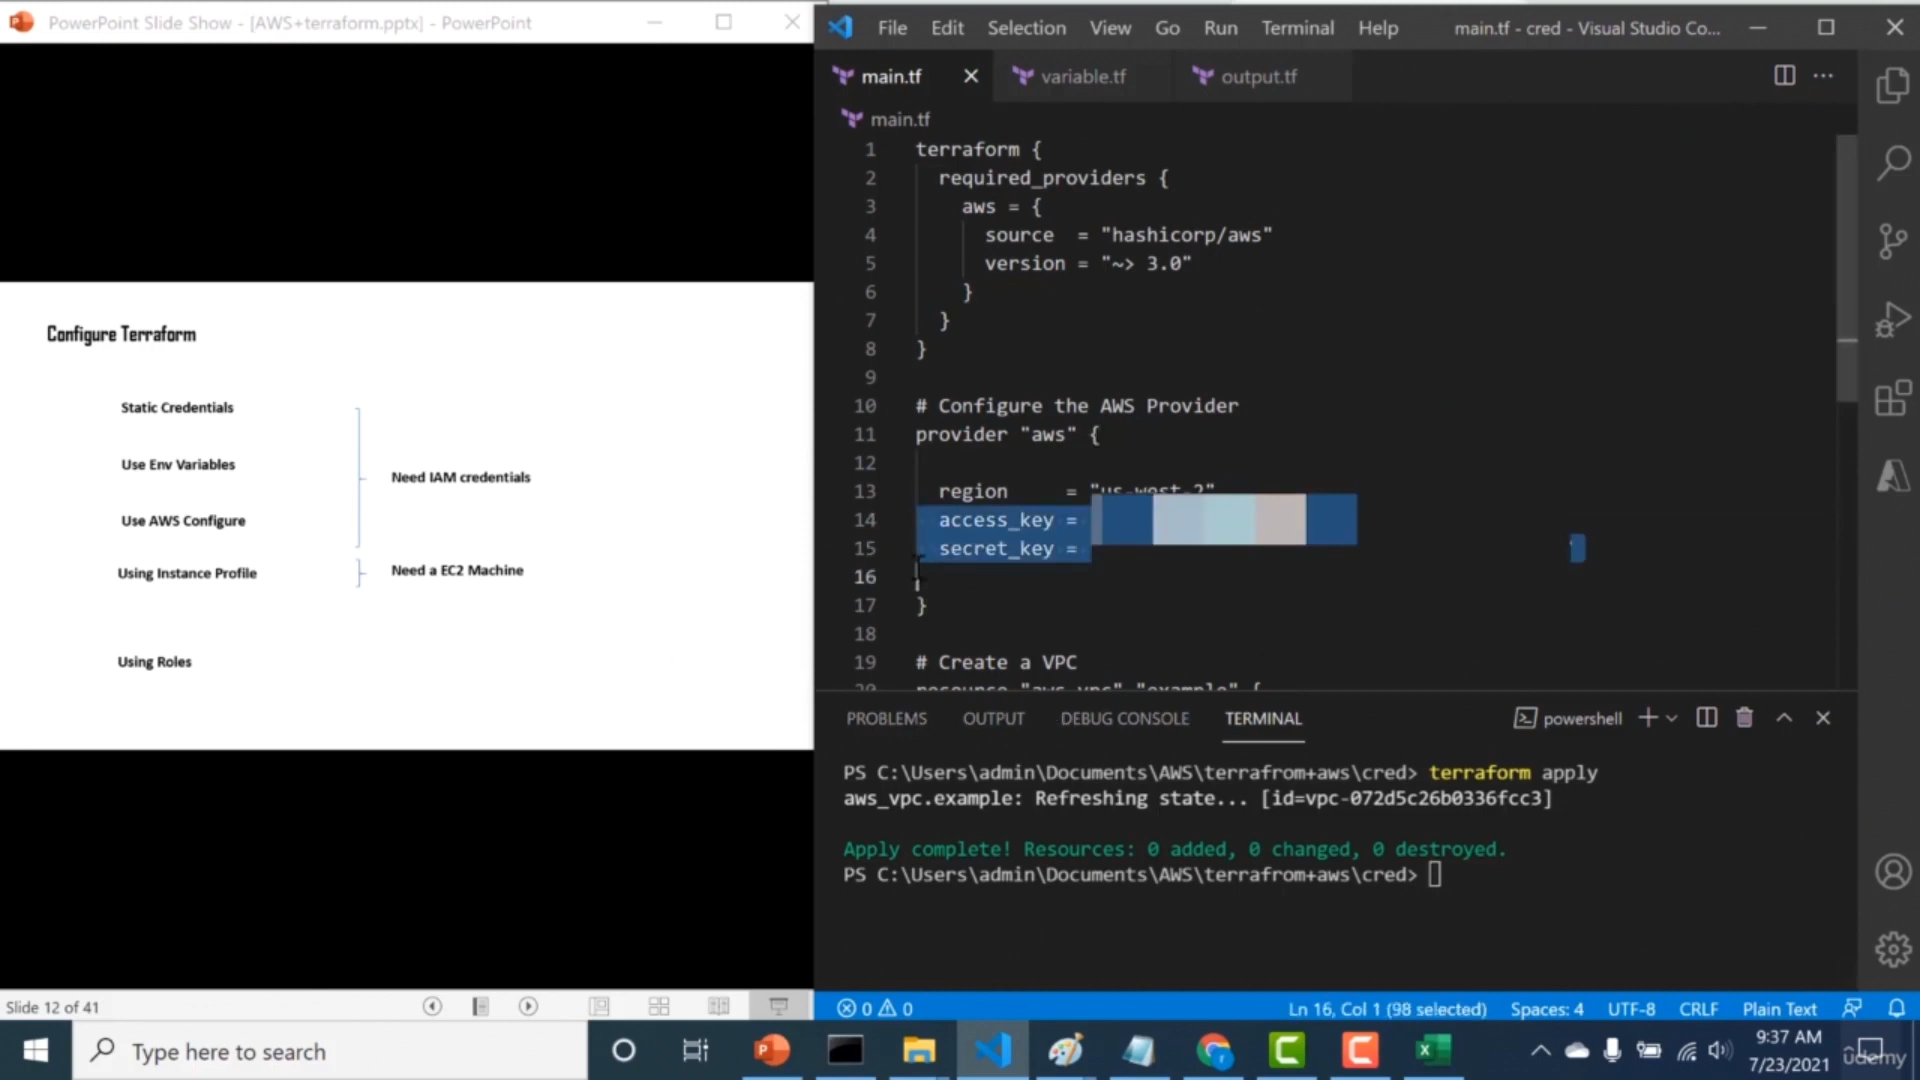 PowerPoint Slide Show - [AWS+terraform.pptx] - PowerPoint
Configure Terraform
Static Credentials
Use Env Variables
Need IAM credentials
Use AWS Configure
Using Instance Profile
Need a EC2 Machine
Using Roles
Slide 12 of 41
File Edit Selection View Go Run Terminal Help
main.tf - cred - Visual Studio Co...
main.tf
variable.tf
output.tf
main.tf
1 terraform {
2 required_providers {
3 aws = {
4 source = "hashicorp/aws"
5 version = "~> 3.0"
6 }
7 }
8 }
9
10 # Configure the AWS Provider
11 provider "aws" {
12
13 region = "us-west-2"
14 access_key =
15 secret_key =
16
17 }
18
19 # Create a VPC
20 resource "aws_vpc" "example" {
PROBLEMS OUTPUT DEBUG CONSOLE TERMINAL
powershell
PS C:\Users\admin\Documents\AWS\terrafrom+aws\cred> terraform apply
aws_vpc.example: Refreshing state... [id=vpc-072d5c26b0336fcc3]
Apply complete! Resources: 0 added, 0 changed, 0 destroyed.
PS C:\Users\admin\Documents\AWS\terrafrom+aws\cred>
0 0
Ln 16, Col 1 (98 selected) Spaces: 4 UTF-8 CRLF Plain Text
Type here to search
9:37 AM
7/23/2021
udemy